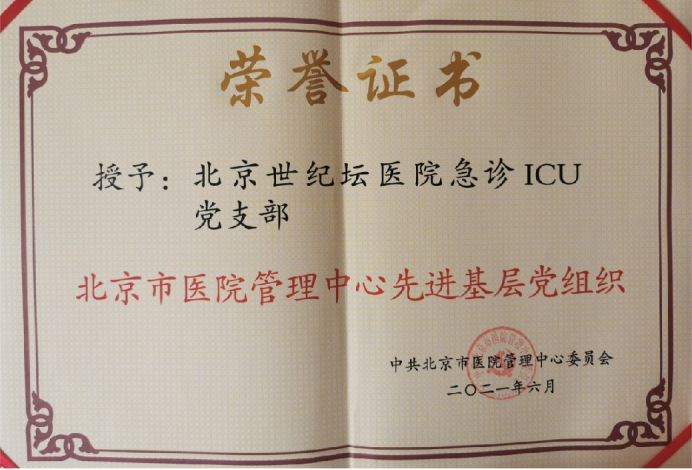 荣誉证书
授予：北京世纪坛医院急诊ICU
党支部
北京市医院管理中心先进基层党组织
中共北京市医院管理中心委员会
二〇二一年六月